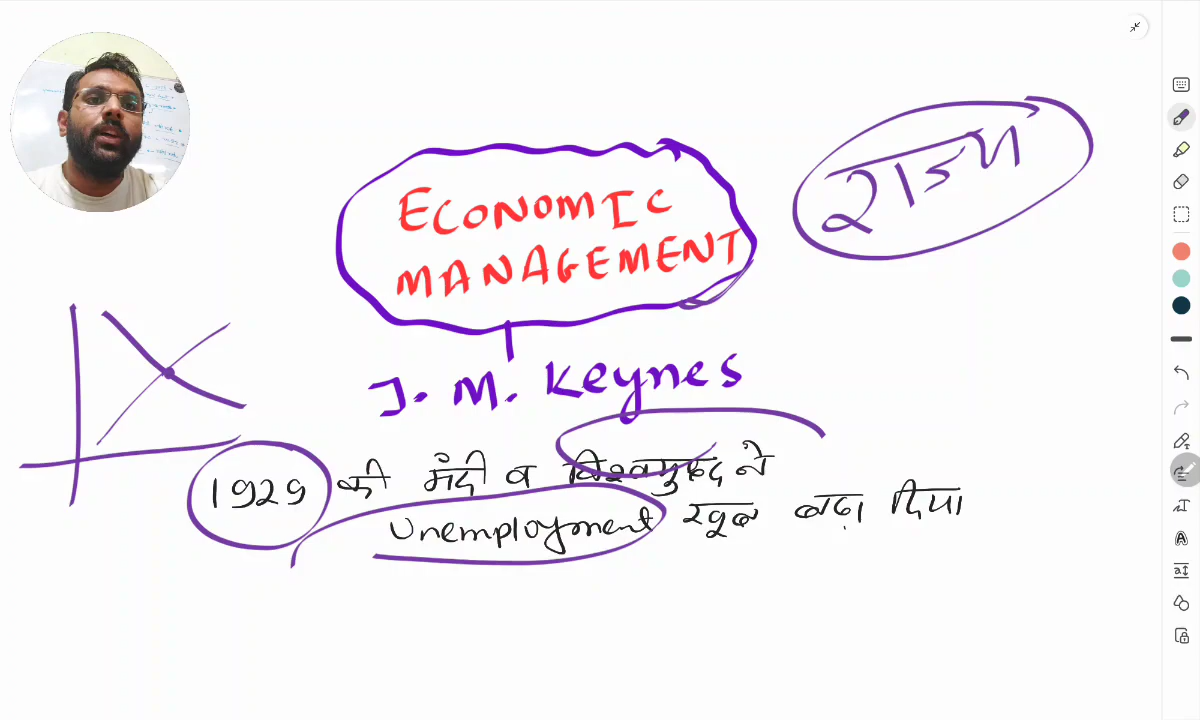 ECONOMIC
MANAGEMENT
राज्य
J. M. Keynes
1929 की मंदी व विश्वयुद्ध ने
Unemployment खूब बढ़ा दिया